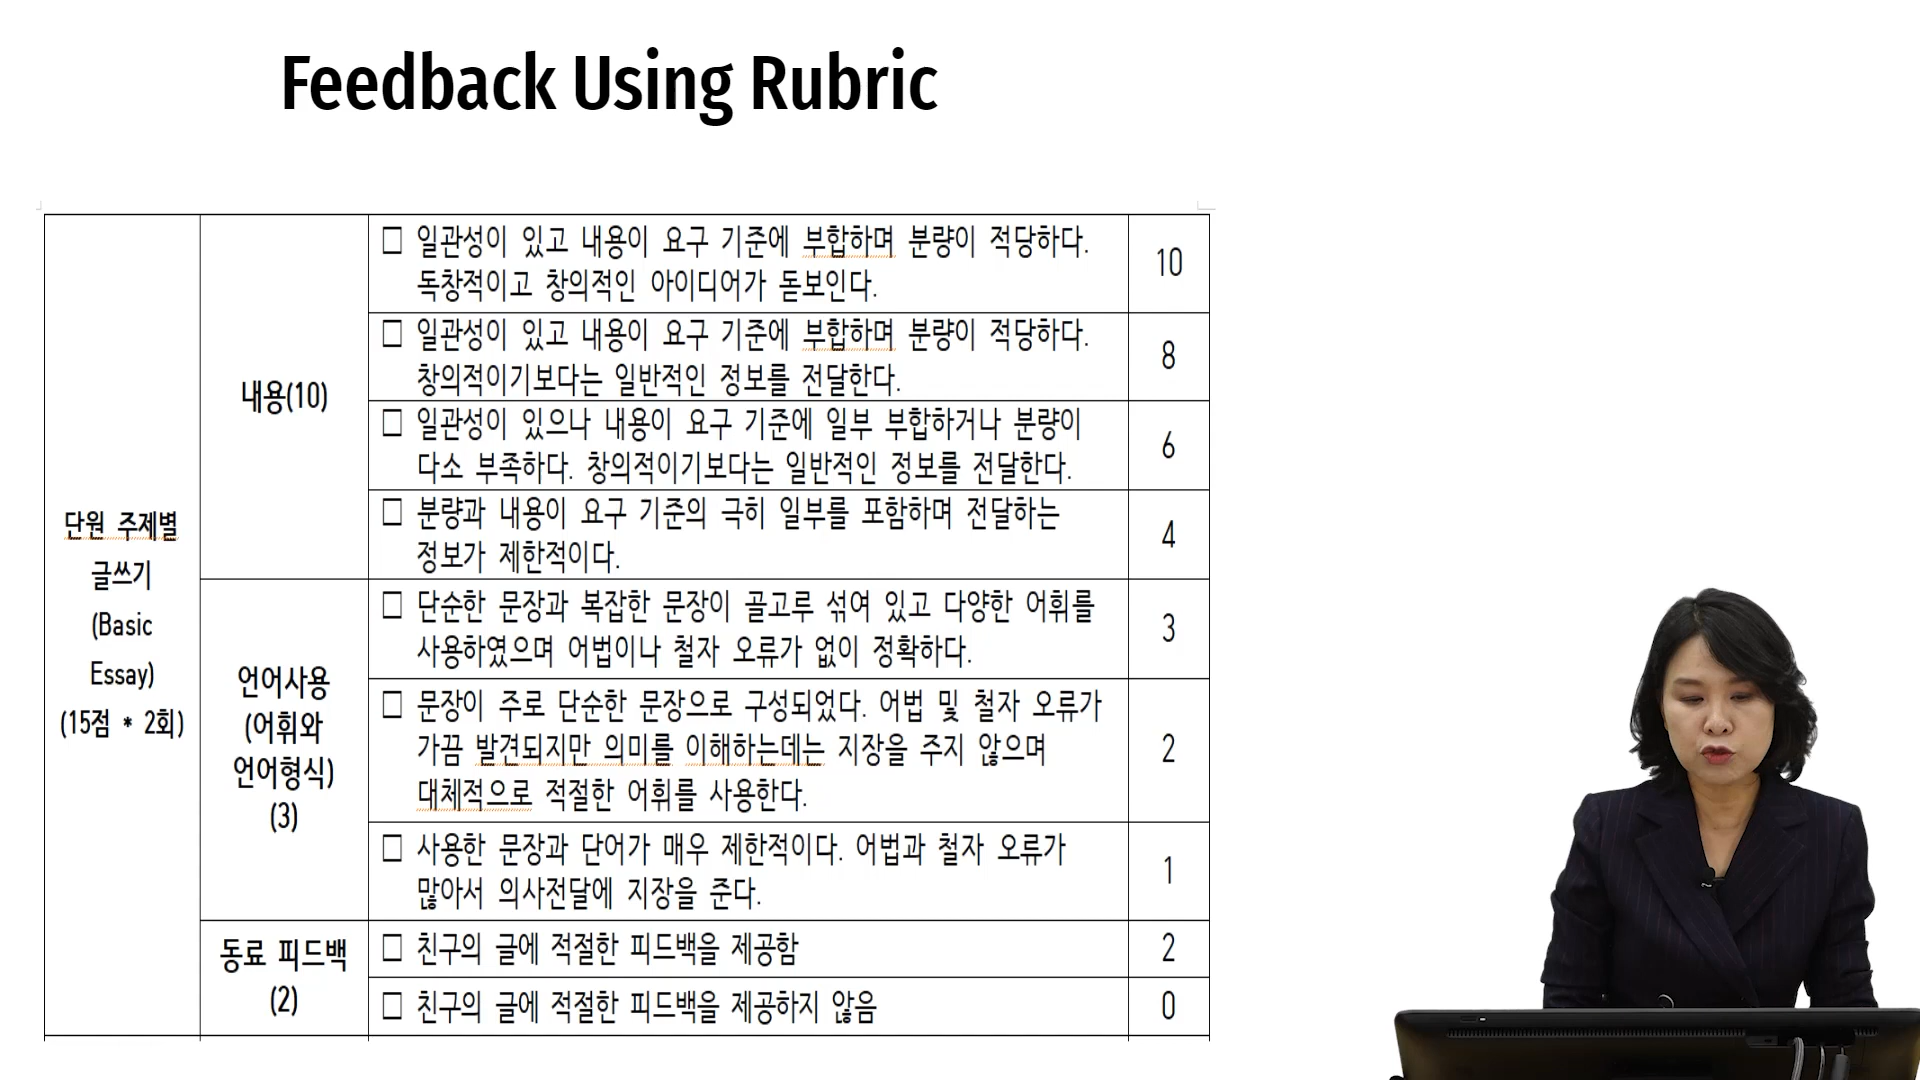 Feedback Using Rubric
단원 주제별
글쓰기
(Basic
Essay)
(15점 * 2회)
내용(10)
□ 일관성이 있고 내용이 요구 기준에 부합하며 분량이 적당하다.
독창적이고 창의적인 아이디어가 돋보인다.
10
□ 일관성이 있고 내용이 요구 기준에 부합하며 분량이 적당하다.
창의적이기보다는 일반적인 정보를 전달한다.
8
□ 일관성이 있으나 내용이 요구 기준에 일부 부합하거나 분량이
다소 부족하다. 창의적이기보다는 일반적인 정보를 전달한다.
6
□ 분량과 내용이 요구 기준의 극히 일부를 포함하며 전달하는
정보가 제한적이다.
4
언어사용
(어휘와
언어형식)
(3)
□ 단순한 문장과 복잡한 문장이 골고루 섞여 있고 다양한 어휘를
사용하였으며 어법이나 철자 오류가 없이 정확하다.
3
□ 문장이 주로 단순한 문장으로 구성되었다. 어법 및 철자 오류가
가끔 발견되지만 의미를 이해하는데는 지장을 주지 않으며
대체적으로 적절한 어휘를 사용한다.
2
□ 사용한 문장과 단어가 매우 제한적이다. 어법과 철자 오류가
많아서 의사전달에 지장을 준다.
1
동료 피드백
(2)
□ 친구의 글에 적절한 피드백을 제공함
2
□ 친구의 글에 적절한 피드백을 제공하지 않음
0